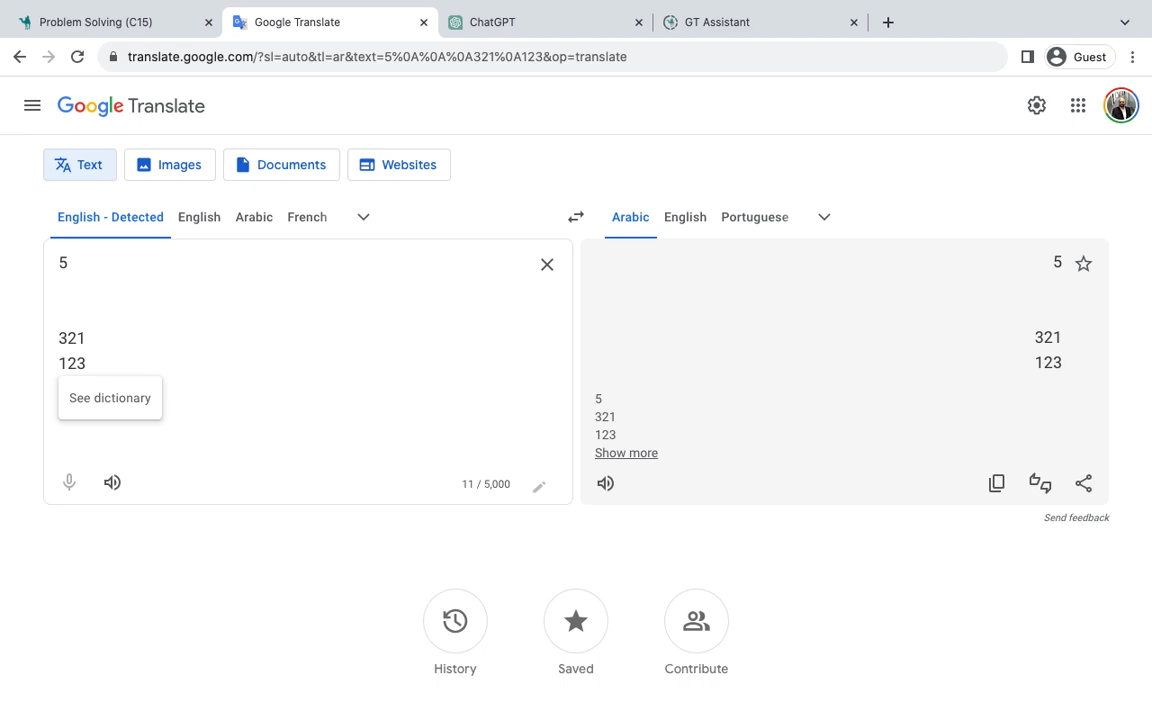 Problem Solving (C15)
Google Translate
ChatGPT
GT Assistant
translate.google.com/?sl=auto&tl=ar&text=5%0A%0A%0A321%0A123&op=translate
Guest
Google Translate
Text
Images
Documents
Websites
English - Detected
English
Arabic
French
Arabic
English
Portuguese
5
321
123
See dictionary
11 / 5,000
5
321
123
5
321
123
Show more
Send feedback
History
Saved
Contribute